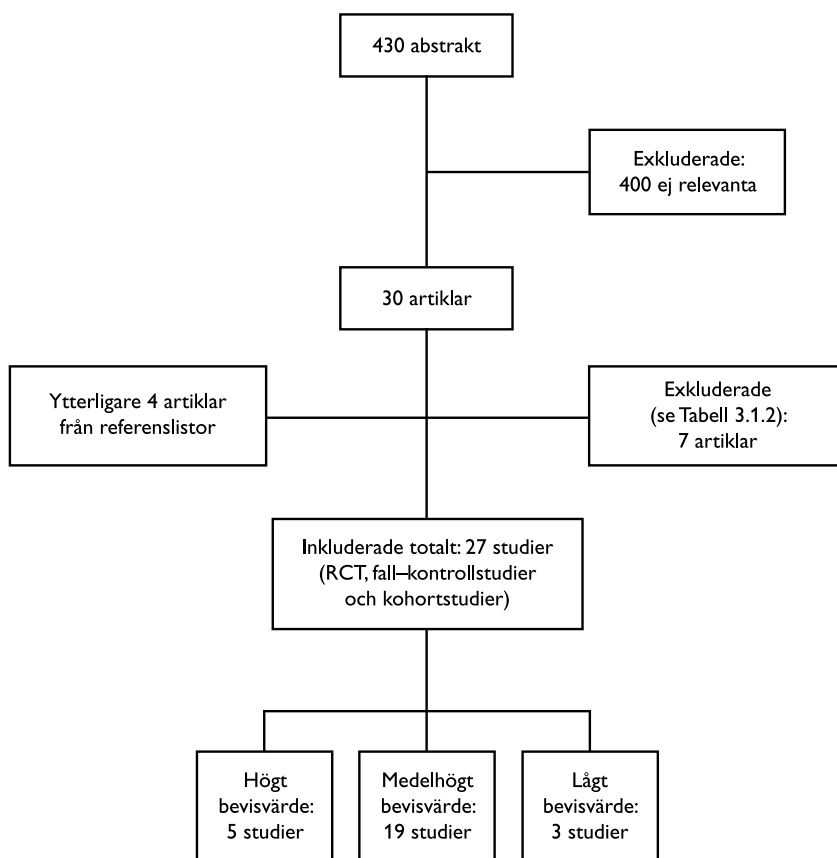 430 abstrakt
Exkluderade:
400 ej relevanta
30 artiklar
Ytterligare 4 artiklar
från referenslistor
Exkluderade
(se Tabell 3.1.2):
7 artiklar
Inkluderade totalt: 27 studier
(RCT, fall–kontrollstudier
och kohortstudier)
Högt
bevisvärde:
5 studier
Medelhögt
bevisvärde:
19 studier
Lågt
bevisvärde:
3 studier